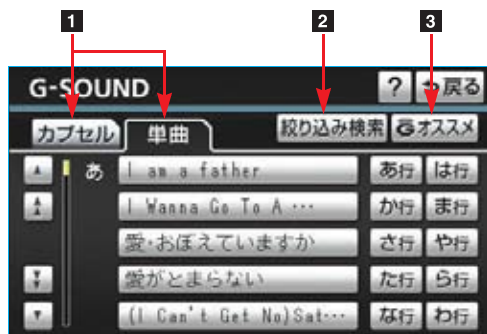 1 2 3
G-SOUND ? 戻る
カプセル 単曲 絞り込み検索 Gオススメ
あ I am a father あ行 は行
I Wanna Go To A ··· か行 ま行
愛・おぼえていますか さ行 や行
愛がとまらない た行 ら行
(I Can't Get No)Sat··· な行 わ行